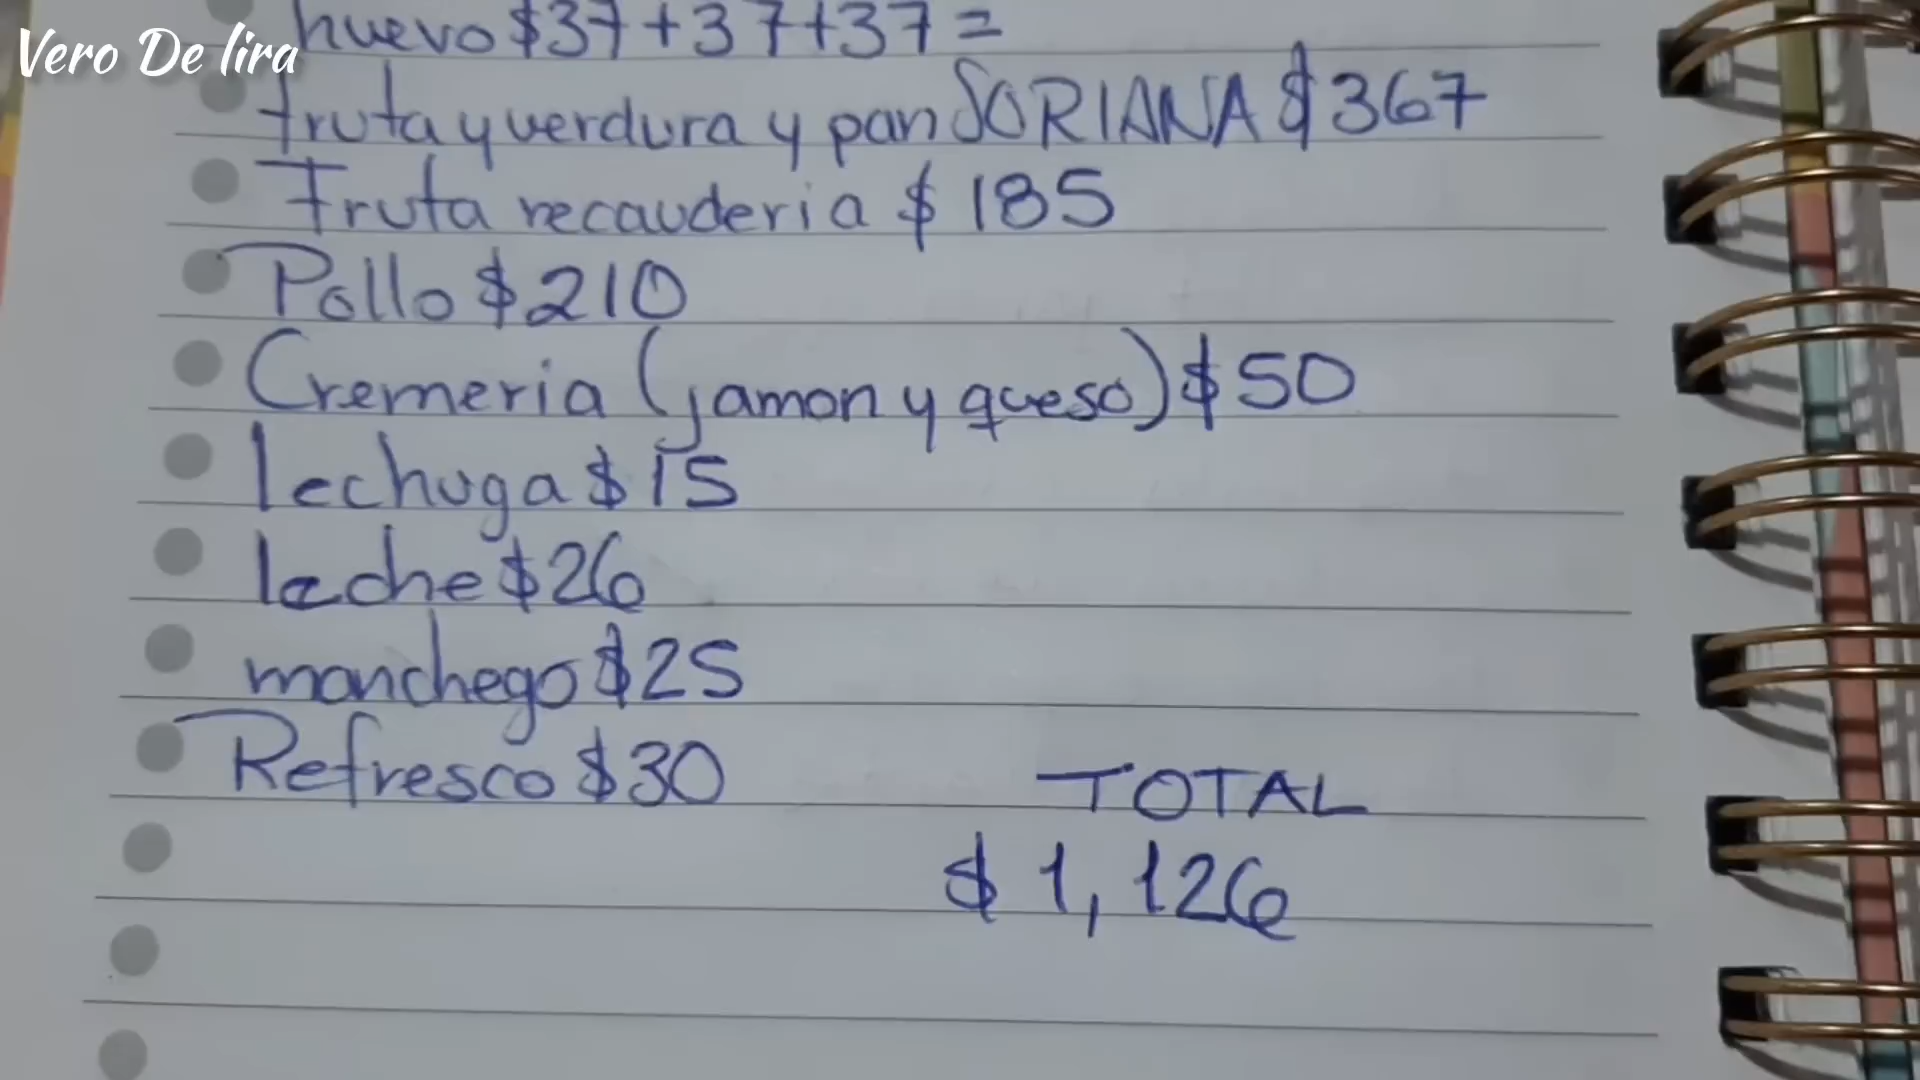 Vero De lira
huevo $37+37+37=
fruta y verdura y pan SORIANA $367
Fruta recauderia $185
Pollo $210
Cremeria (jamon y queso) $50
lechuga $15
leche $26
manchego $25
Refresco $30
TOTAL
$1,126